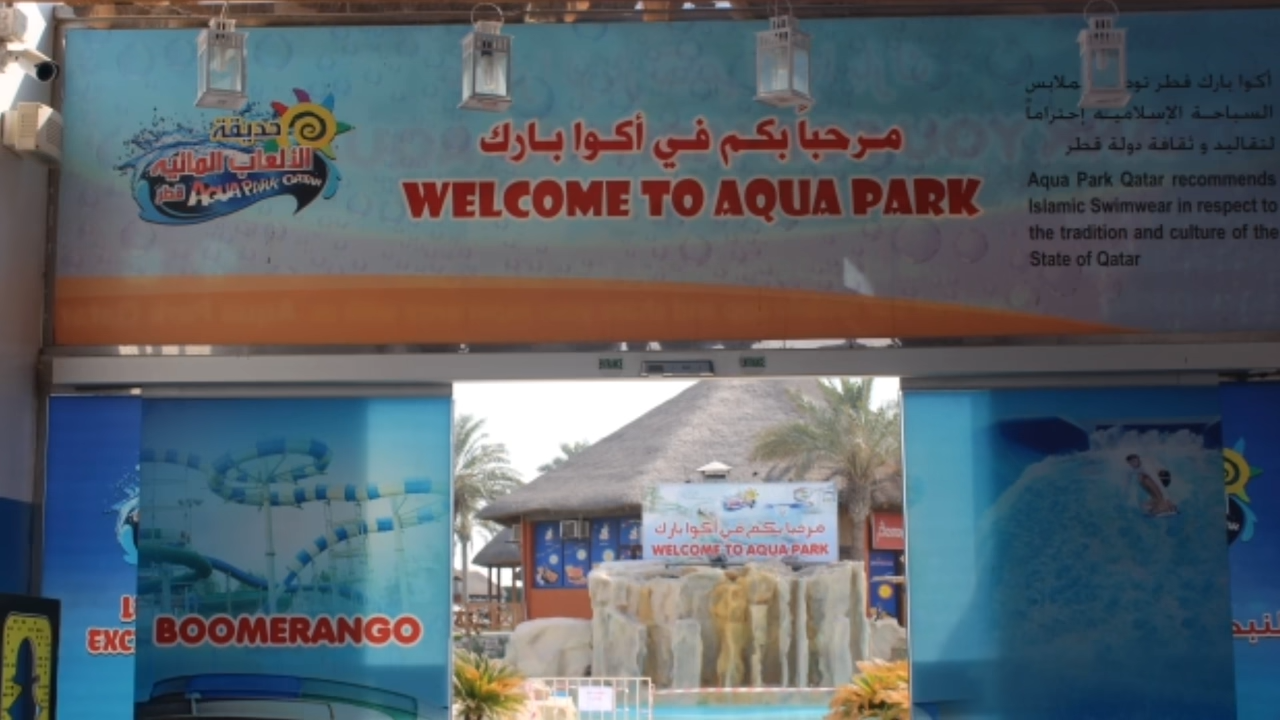 حديقة
الألعاب المائية
AQUA PARK QATAR قطر
مرحباً بكم في أكوا بارك
WELCOME TO AQUA PARK
أكوا بارك قطر
السياحة الإسلامية إحتراماً
لتقاليد و ثقافة دولة قطر
Aqua Park Qatar recommends
Islamic Swimwear in respect to
the tradition and culture of the
State of Qatar
مرحبا بكم في أكوا بارك
WELCOME TO AQUA PARK
BOOMERANGO